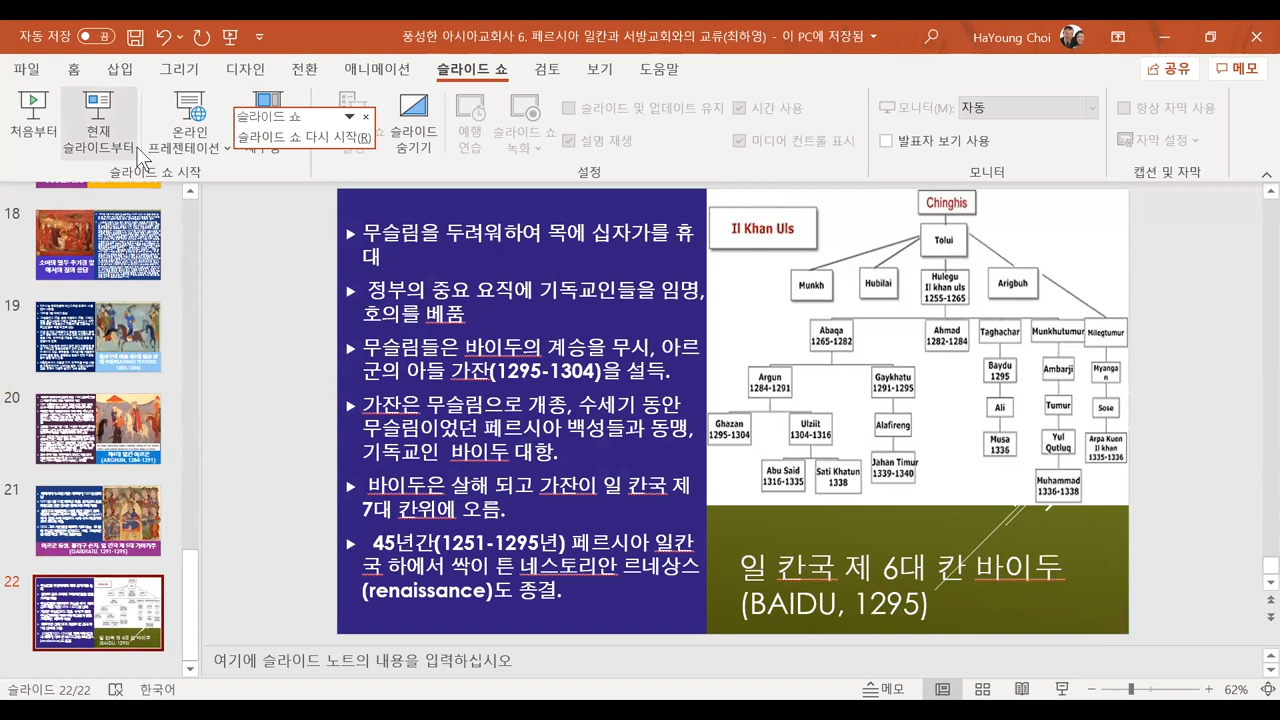 자동 저장
끔
풍성한 아시아교회사 6. 페르시아 일칸과 서방교회와의 교류(최하영) - 이 PC에 저장됨
HaYoung Choi
파일 홈 삽입 그리기 디자인 전환 애니메이션 슬라이드 쇼 검토 보기 도움말
공유
메모
처음부터
현재
슬라이드부터
온라인
프레젠테이션
슬라이드 쇼
슬라이드 쇼 다시 시작(R)
슬라이드
숨기기
예행
연습
슬라이드 쇼
녹화
슬라이드 및 업데이트 유지
설명 재생
시간 사용
미디어 컨트롤 표시
모니터(M):
자동
발표자 보기 사용
항상 자막 사용
자막 설정
슬라이드 쇼 시작
설정
모니터
캡션 및 자막
18
19
20
21
22
무슬림을 두려워하여 목에 십자가를 휴
대
정부의 중요 요직에 기독교인들을 임명,
호의를 베품
무슬림들은 바이두의 계승을 무시, 아르
군의 아들 가잔(1295-1304)을 설득.
가잔은 무슬림으로 개종, 수세기 동안
무슬림이었던 페르시아 백성들과 동맹,
기독교인 바이두 대항.
바이두은 살해 되고 가잔이 일 칸국 제
7대 칸위에 오름.
45년간(1251-1295년) 페르시아 일칸
국 하에서 싹이 튼 네스토리안 르네상스
(renaissance)도 종결.
Il Khan Uls
Chinghis
Tolui
Munkh
Hubilai
Hulegu
Il khan uls
1255-1265
Arigbuh
Abaqa
1265-1282
Ahmad
1282-1284
Taghachar
Munkhutumur
Milegtumur
Argun
1284-1291
Gaykhatu
1291-1295
Baydu
1295
Ambarji
Myangan
Ghazan
1295-1304
Ulziit
1304-1316
Alafireng
Ali
Tumur
Sose
Abu Said
1316-1335
Sati Khatun
1338
Jahan Timur
1339-1340
Musa
1336
Yul
Qutluq
Arpa Kuen
Il khan
1335-1336
Muhammad
1336-1338
일 칸국 제 6대 칸 바이두
(BAIDU, 1295)
여기에 슬라이드 노트의 내용을 입력하십시오
슬라이드 22/22
한국어
메모
62%